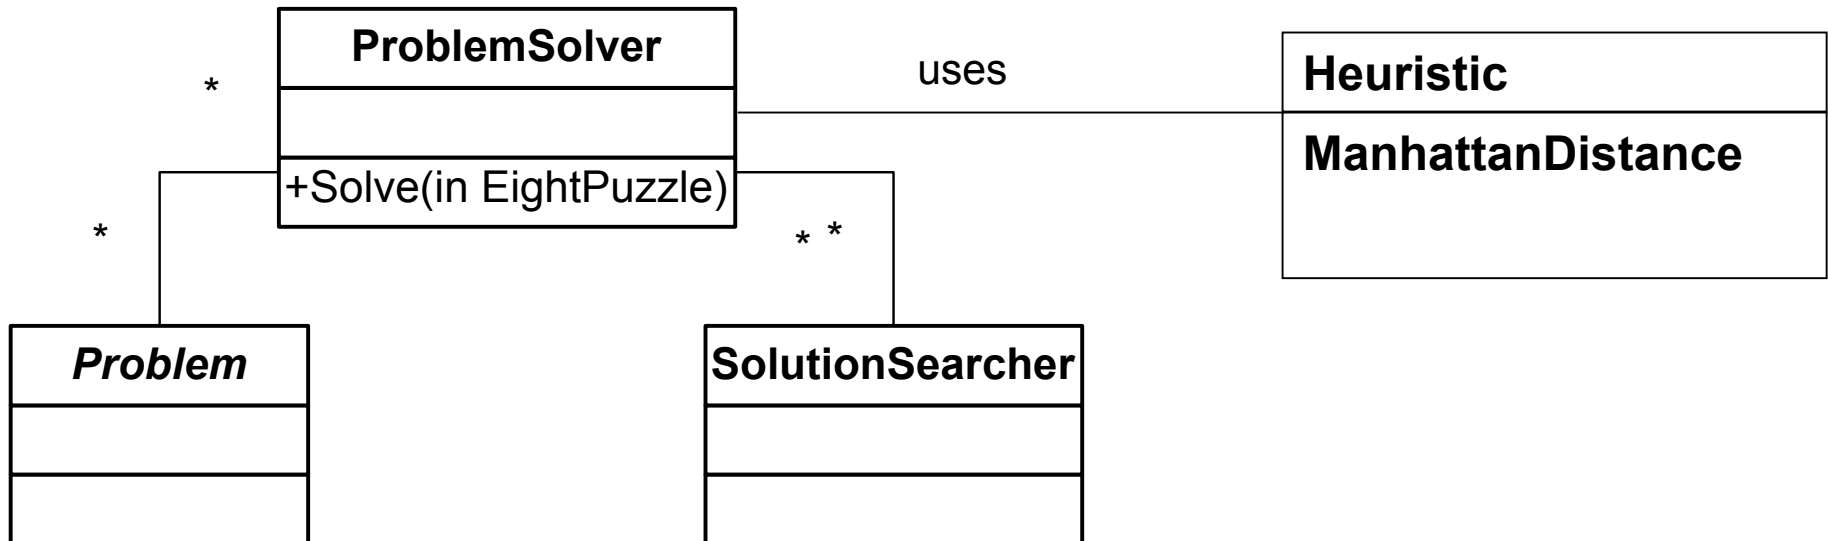 ProblemSolver
*
uses
Heuristic
ManhattanDistance
+Solve(in EightPuzzle)
*
* *
Problem
SolutionSearcher